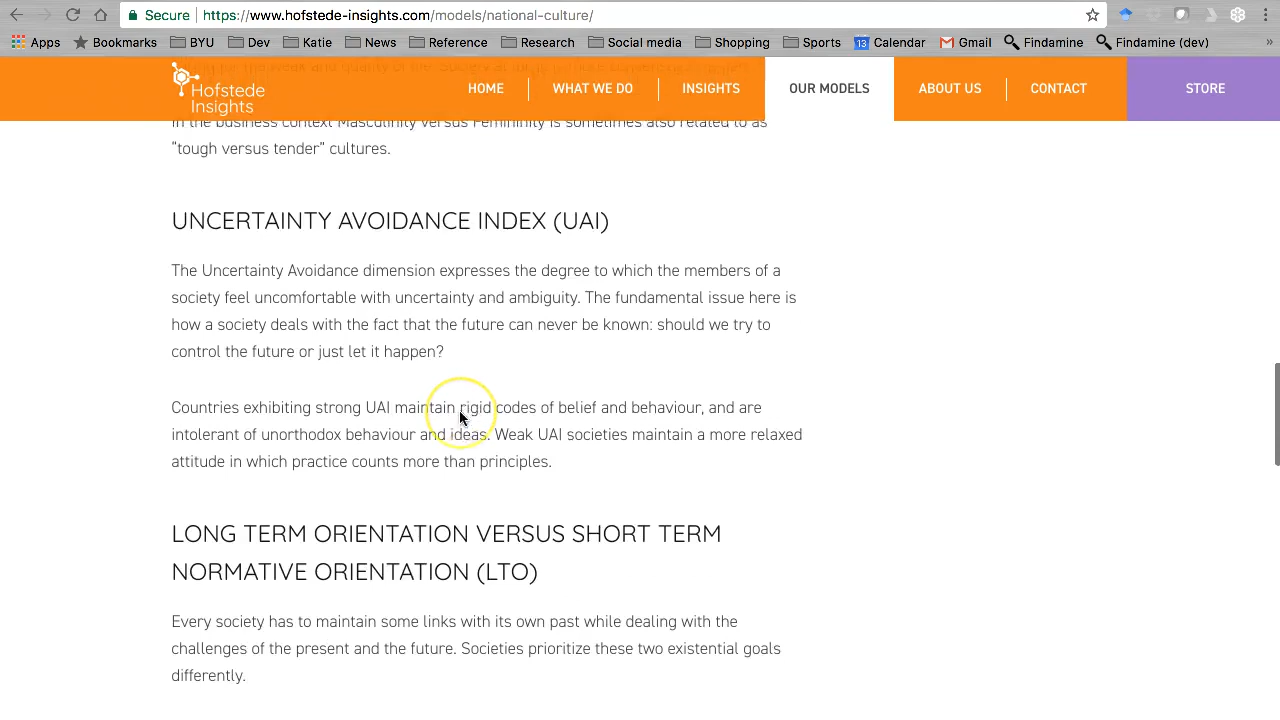 Secure https://www.hofstede-insights.com/models/national-culture/
Apps Bookmarks BYU Dev Katie News Reference Research Social media Shopping Sports 13 Calendar Gmail Findamine Findamine (dev) »
Hofstede
Insights
HOME WHAT WE DO INSIGHTS OUR MODELS ABOUT US CONTACT STORE
In the business context Masculinity versus Femininity is sometimes also related to as
“tough versus tender” cultures.
UNCERTAINTY AVOIDANCE INDEX (UAI)
The Uncertainty Avoidance dimension expresses the degree to which the members of a
society feel uncomfortable with uncertainty and ambiguity. The fundamental issue here is
how a society deals with the fact that the future can never be known: should we try to
control the future or just let it happen?
Countries exhibiting strong UAI maintain rigid codes of belief and behaviour, and are
intolerant of unorthodox behaviour and ideas. Weak UAI societies maintain a more relaxed
attitude in which practice counts more than principles.
LONG TERM ORIENTATION VERSUS SHORT TERM
NORMATIVE ORIENTATION (LTO)
Every society has to maintain some links with its own past while dealing with the
challenges of the present and the future. Societies prioritize these two existential goals
differently.